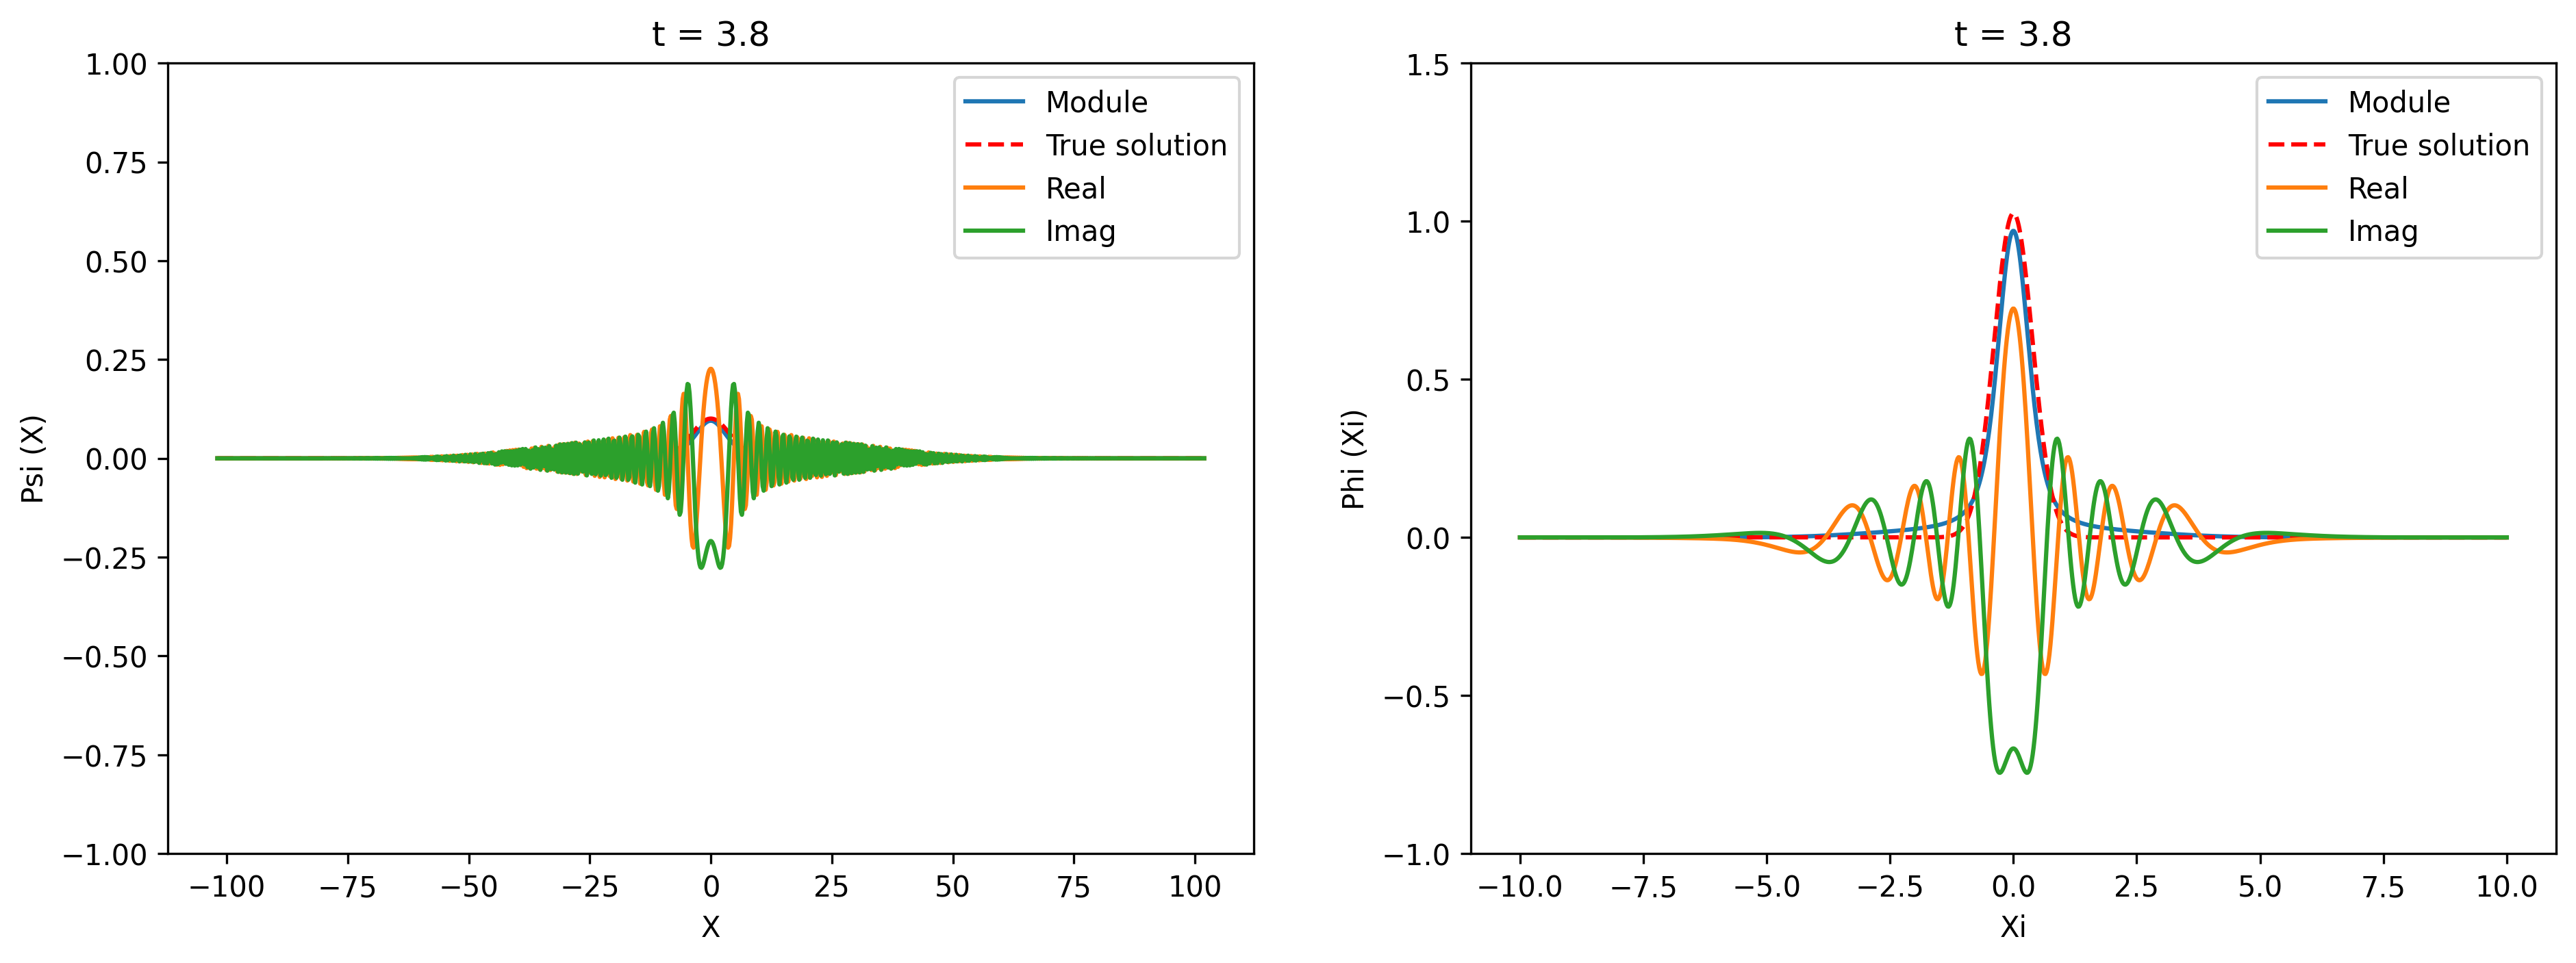 t = 3.8
1.00
0.75
0.50
0.25
0.00
−0.25
−0.50
−0.75
−1.00
Psi (X)
Module
True solution
Real
Imag
−100
−75
−50
−25
0
25
50
75
100
X
t = 3.8
1.5
1.0
0.5
0.0
−0.5
−1.0
Phi (Xi)
Module
True solution
Real
Imag
−10.0
−7.5
−5.0
−2.5
0.0
2.5
5.0
7.5
10.0
Xi